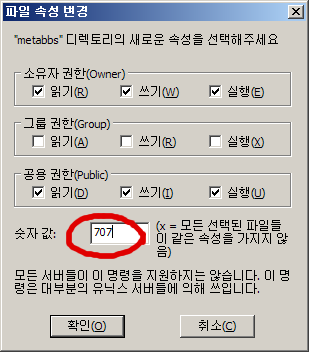 파일 속성 변경
"metabbs" 디렉토리의 새로운 속성을 선택해주세요
소유자 권한(Owner)
읽기(R) 쓰기(W) 실행(E)
그룹 권한(Group)
읽기(A) 쓰기(R) 실행(X)
공용 권한(Public)
읽기(D) 쓰기(I) 실행(U)
숫자 값: 707 (x = 모든 선택된 파일들
이 같은 속성을 가지지 않
음)
모든 서버들이 이 명령을 지원하지는 않습니다. 이 명
령은 대부분의 유닉스 서버들에 의해 쓰입니다.
확인(O) 취소(C)